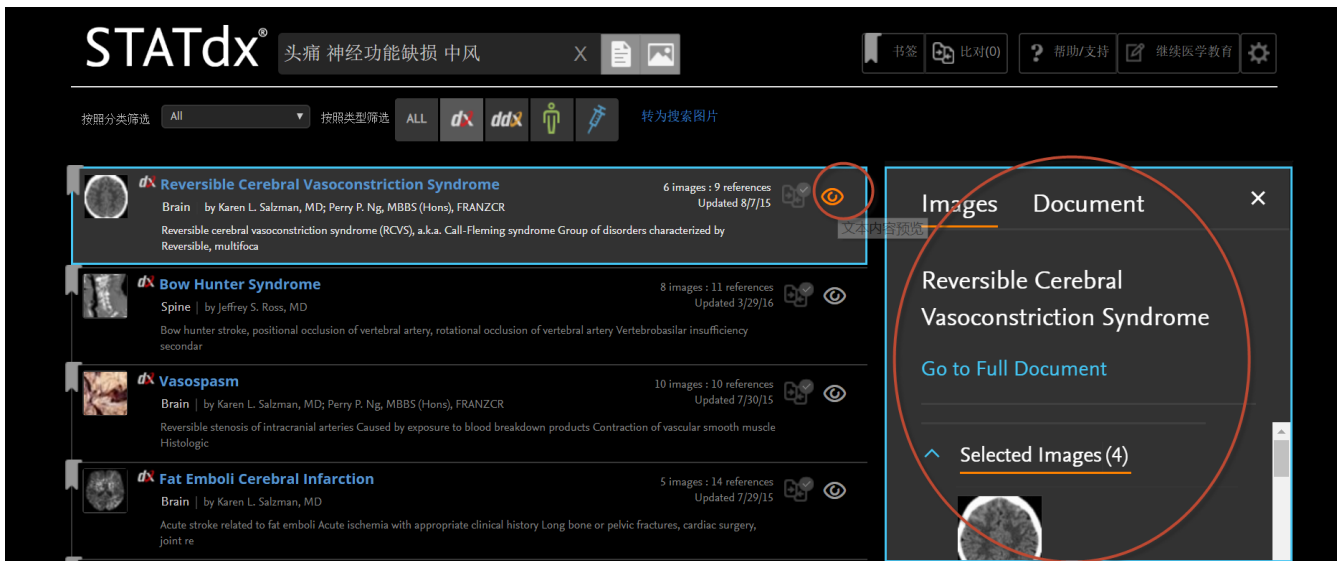 STATdx®
头痛 神经功能缺损 中风 X
书签 比对(0) ? 帮助/支持 继续医学教育
按照分类筛选 All 按照类型筛选 ALL dx ddx 转为搜索图片
dx Reversible Cerebral Vasoconstriction Syndrome
Brain by Karen L. Salzman, MD; Perry P. Ng, MBBS (Hons), FRANZCR
Reversible cerebral vasoconstriction syndrome (RCVS), a.k.a. Call-Fleming syndrome Group of disorders characterized by
Reversible, multifoca
6 images : 9 references
Updated 8/7/15
文本内容预览
dx Bow Hunter Syndrome
Spine | by Jeffrey S. Ross, MD
Bow hunter stroke, positional occlusion of vertebral artery, rotational occlusion of vertebral artery Vertebrobasilar insufficiency
secondar
8 images : 11 references
Updated 3/29/16
dx Vasospasm
Brain | by Karen L. Salzman, MD; Perry P. Ng, MBBS (Hons), FRANZCR
Reversible stenosis of intracranial arteries Caused by exposure to blood breakdown products Contraction of vascular smooth muscle
Histologic
10 images : 10 references
Updated 7/30/15
dx Fat Emboli Cerebral Infarction
Brain | by Karen L. Salzman, MD
Acute stroke related to fat emboli Acute ischemia with appropriate clinical history Long bone or pelvic fractures, cardiac surgery,
joint re
5 images : 14 references
Updated 7/29/15
Images Document ×
Reversible Cerebral
Vasoconstriction Syndrome
Go to Full Document
Selected Images (4)